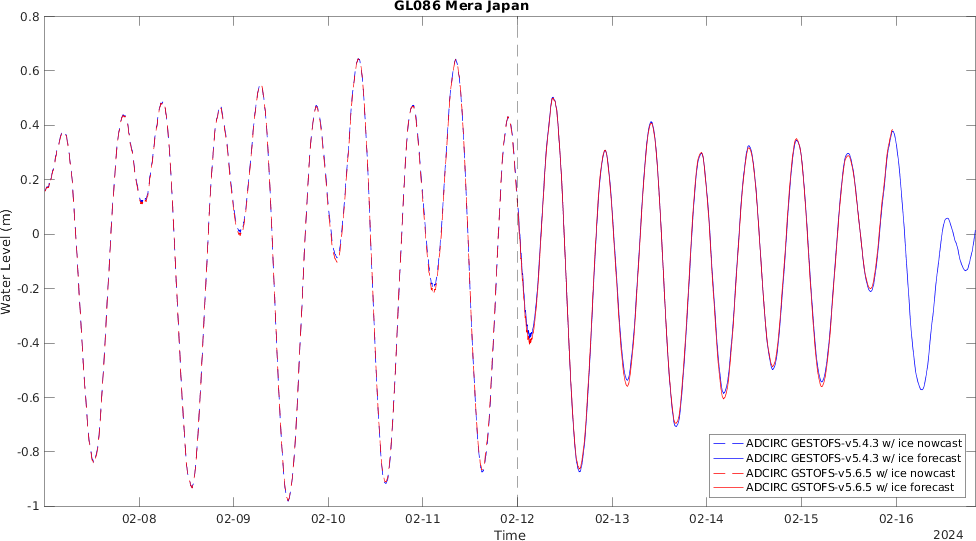 GL086 Mera Japan
0.8
0.6
0.4
0.2
0
-0.2
-0.4
-0.6
-0.8
-1
Water Level (m)
ADCIRC GESTOFS-v5.4.3 w/ ice nowcast
ADCIRC GESTOFS-v5.4.3 w/ ice forecast
ADCIRC GSTOFS-v5.6.5 w/ ice nowcast
ADCIRC GSTOFS-v5.6.5 w/ ice forecast
02-08 02-09 02-10 02-11 02-12 02-13 02-14 02-15 02-16
Time
2024